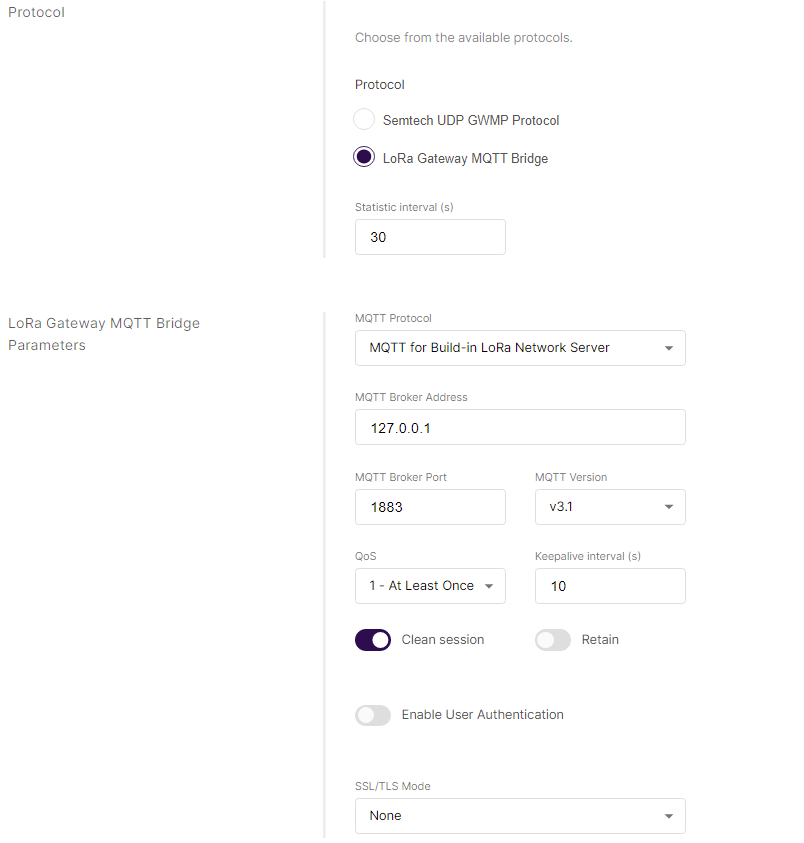 Protocol
Choose from the available protocols.
Protocol
Semtech UDP GWMP Protocol
LoRa Gateway MQTT Bridge
Statistic interval (s)
30
LoRa Gateway MQTT Bridge
Parameters
MQTT Protocol
MQTT for Build-in LoRa Network Server
MQTT Broker Address
127.0.0.1
MQTT Broker Port
MQTT Version
1883
v3.1
QoS
Keepalive interval (s)
1 - At Least Once
10
Clean session
Retain
Enable User Authentication
SSL/TLS Mode
None